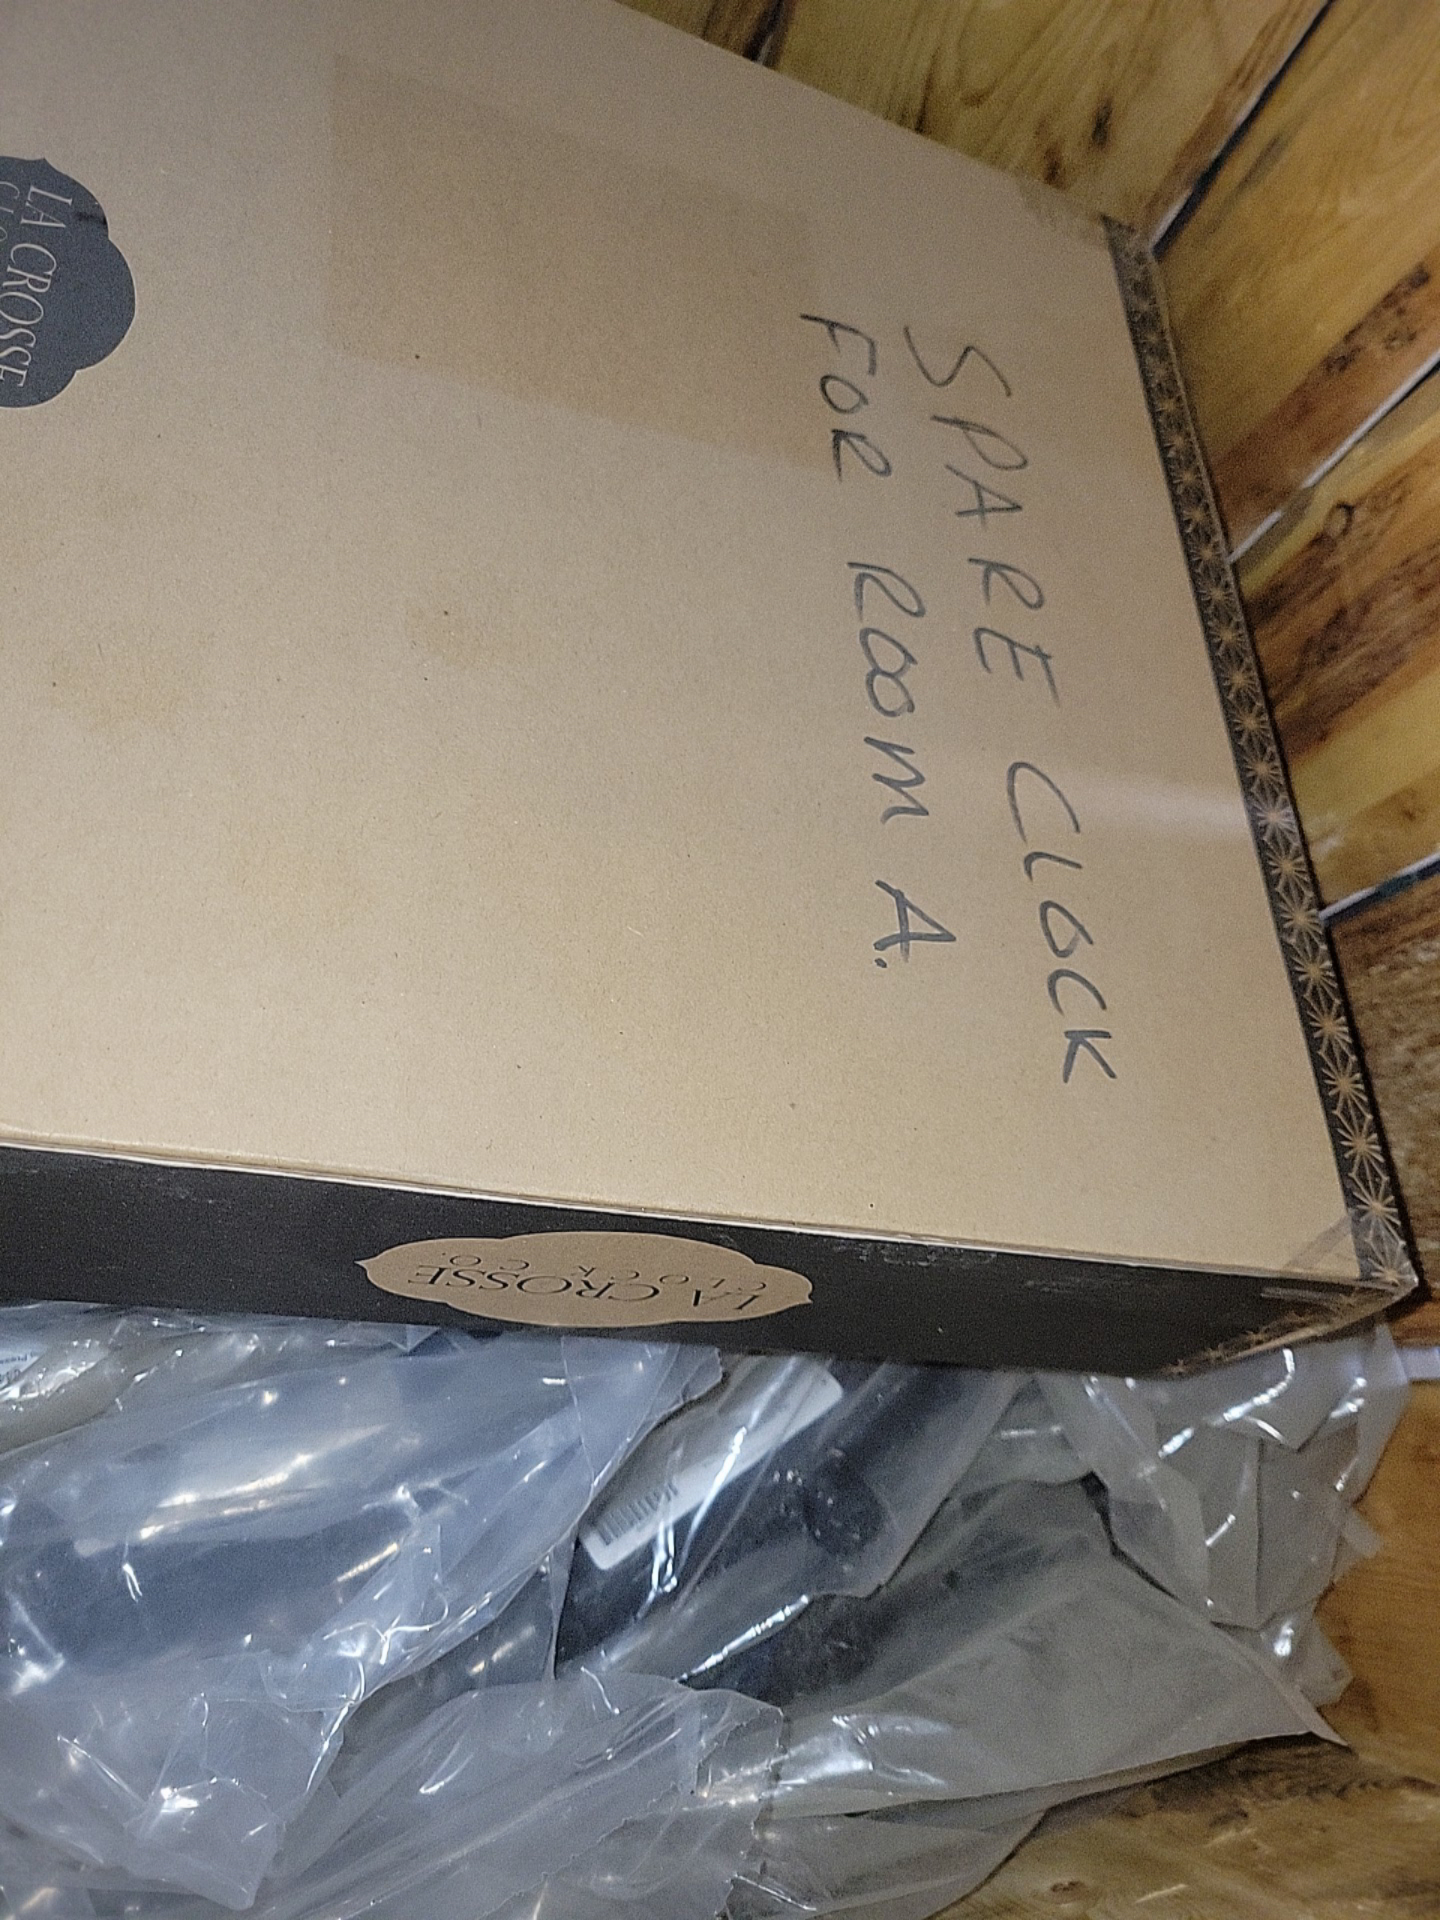 SPARE CLOCK
FOR ROOM A.
LA CROSSE
LA CROSSE
CLOCK CO.